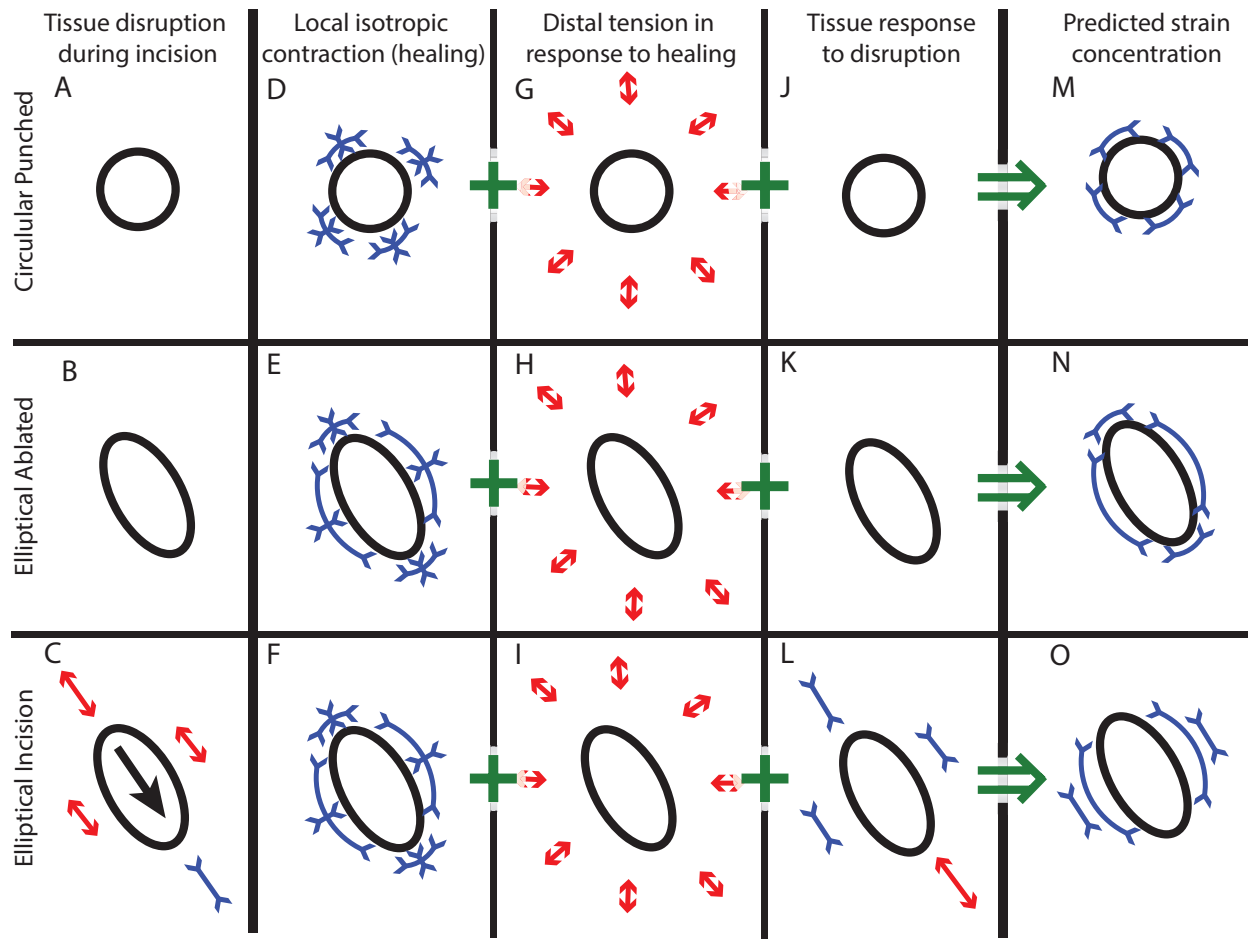 Tissue disruption
during incision
Local isotropic
contraction (healing)
Distal tension in
response to healing
Tissue response
to disruption
Predicted strain
concentration
Circulular Punched
A
D
G
J
M
Elliptical Ablated
B
E
H
K
N
Elliptical Incision
C
F
I
L
O